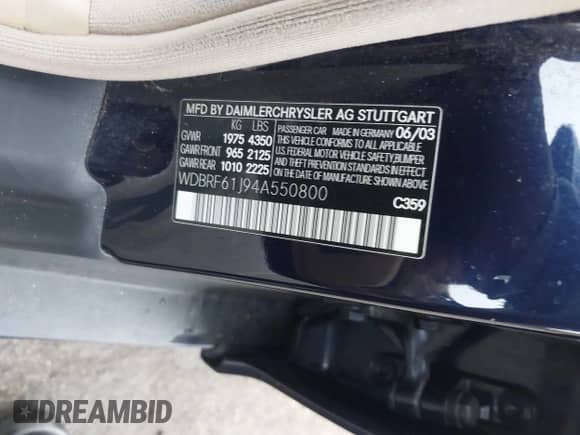 MFD BY DAIMLERCHRYSLER AG STUTTGART
KG LBS
GVWR 1975 4350
GAWR FRONT 965 2125
GAWR REAR 1010 2225
PASSENGER CAR MADE IN GERMANY 06/03
THIS VEHICLE CONFORMS TO ALL APPLICABLE
U.S. FEDERAL MOTOR VEHICLE SAFETY, BUMPER
AND THEFT PREVENTION STANDARDS IN EFFECT
ON THE DATE OF MANUFACTURE SHOWN ABOVE.
WDBRF61J94A550800
C359
DREAMBID